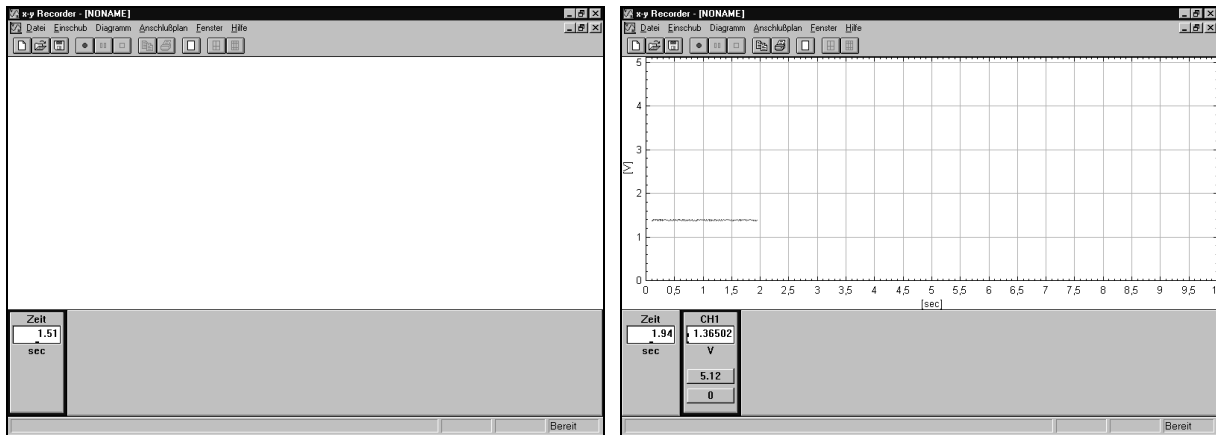 x-y Recorder - [NONAME]
Datei Einschub Diagramm Anschlußplan Fenster Hilfe
Zeit
1.51
sec
Bereit
x-y Recorder - [NONAME]
Datei Einschub Diagramm Anschlußplan Fenster Hilfe
5
4
3
[V]
2
1
0
0 0,5 1 1,5 2 2,5 3 3,5 4 4,5 5 5,5 6 6,5 7 7,5 8 8,5 9 9,5 1
[sec]
Zeit CH1
1.94 1.36502
sec V
5.12
0
Bereit